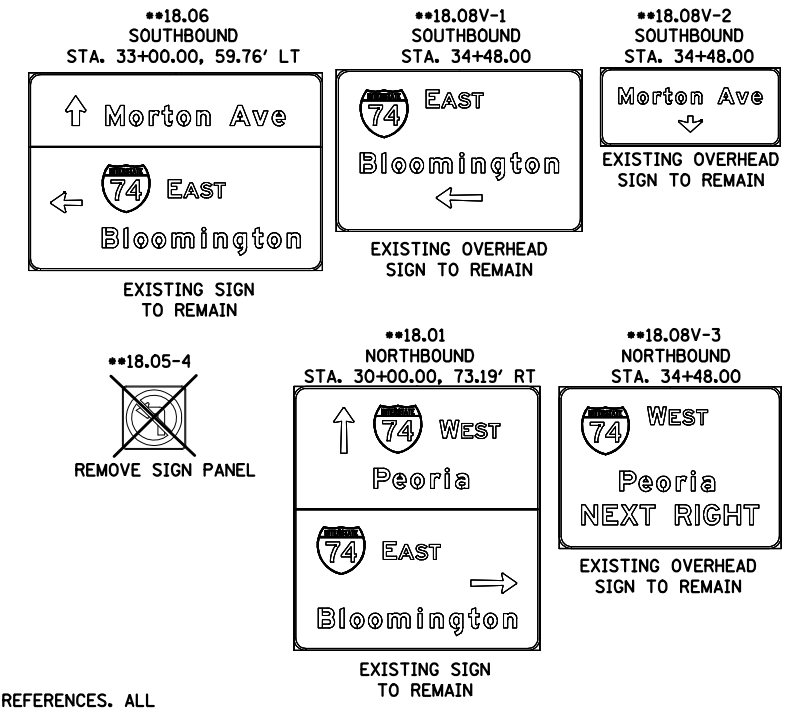 **18.06
SOUTHBOUND
STA. 33+00.00, 59.76' LT
Morton Ave
INTERSTATE
74 EAST
Bloomington
EXISTING SIGN
TO REMAIN
**18.08V-1
SOUTHBOUND
STA. 34+48.00
INTERSTATE
74 EAST
Bloomington
EXISTING OVERHEAD
SIGN TO REMAIN
**18.08V-2
SOUTHBOUND
STA. 34+48.00
Morton Ave
EXISTING OVERHEAD
SIGN TO REMAIN
**18.05-4
REMOVE SIGN PANEL
**18.01
NORTHBOUND
STA. 30+00.00, 73.19' RT
INTERSTATE
74 WEST
Peoria
INTERSTATE
74 EAST
Bloomington
EXISTING SIGN
TO REMAIN
**18.08V-3
NORTHBOUND
STA. 34+48.00
INTERSTATE
74 WEST
Peoria
NEXT RIGHT
EXISTING OVERHEAD
SIGN TO REMAIN
REFERENCES. ALL